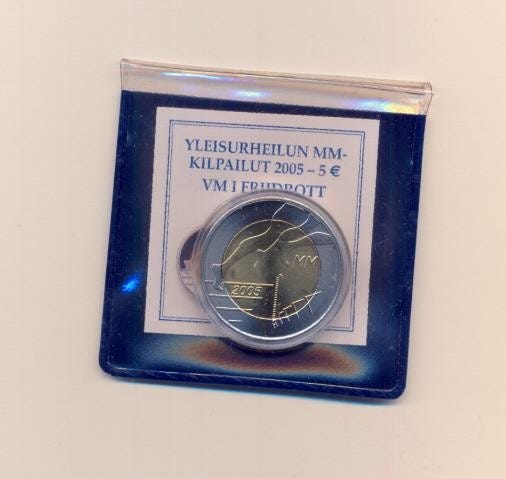 YLEISURHEILUN MM-
KILPAILUT 2005 – 5 €
VM I FRIIDROTT
MM
2005